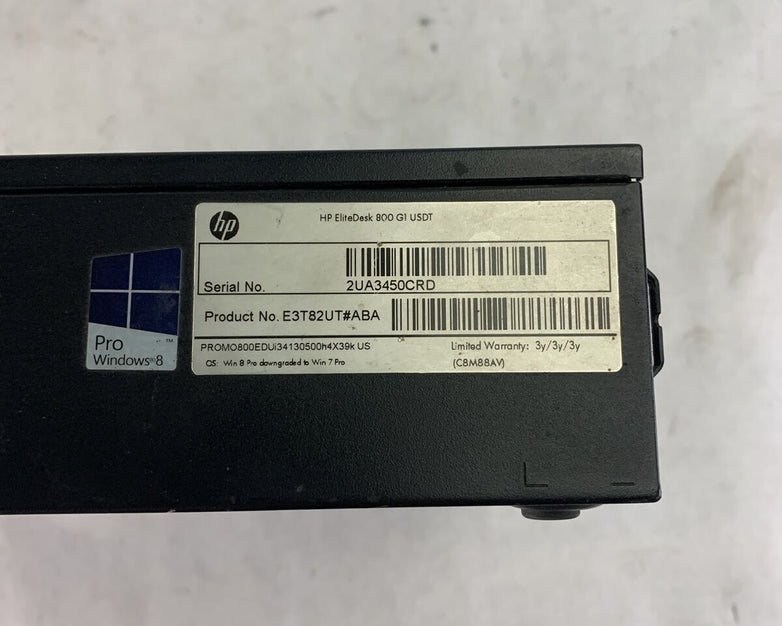 hp
HP EliteDesk 800 G1 USDT
Serial No.
2UA3450CRD
Product No. E3T82UT#ABA
PROMO800EDUi34130500h4X39k US
Limited Warranty: 3y/3y/3y
OS: Win 8 Pro downgraded to Win 7 Pro
(C8M88AV)
Pro ™
Windows® 8